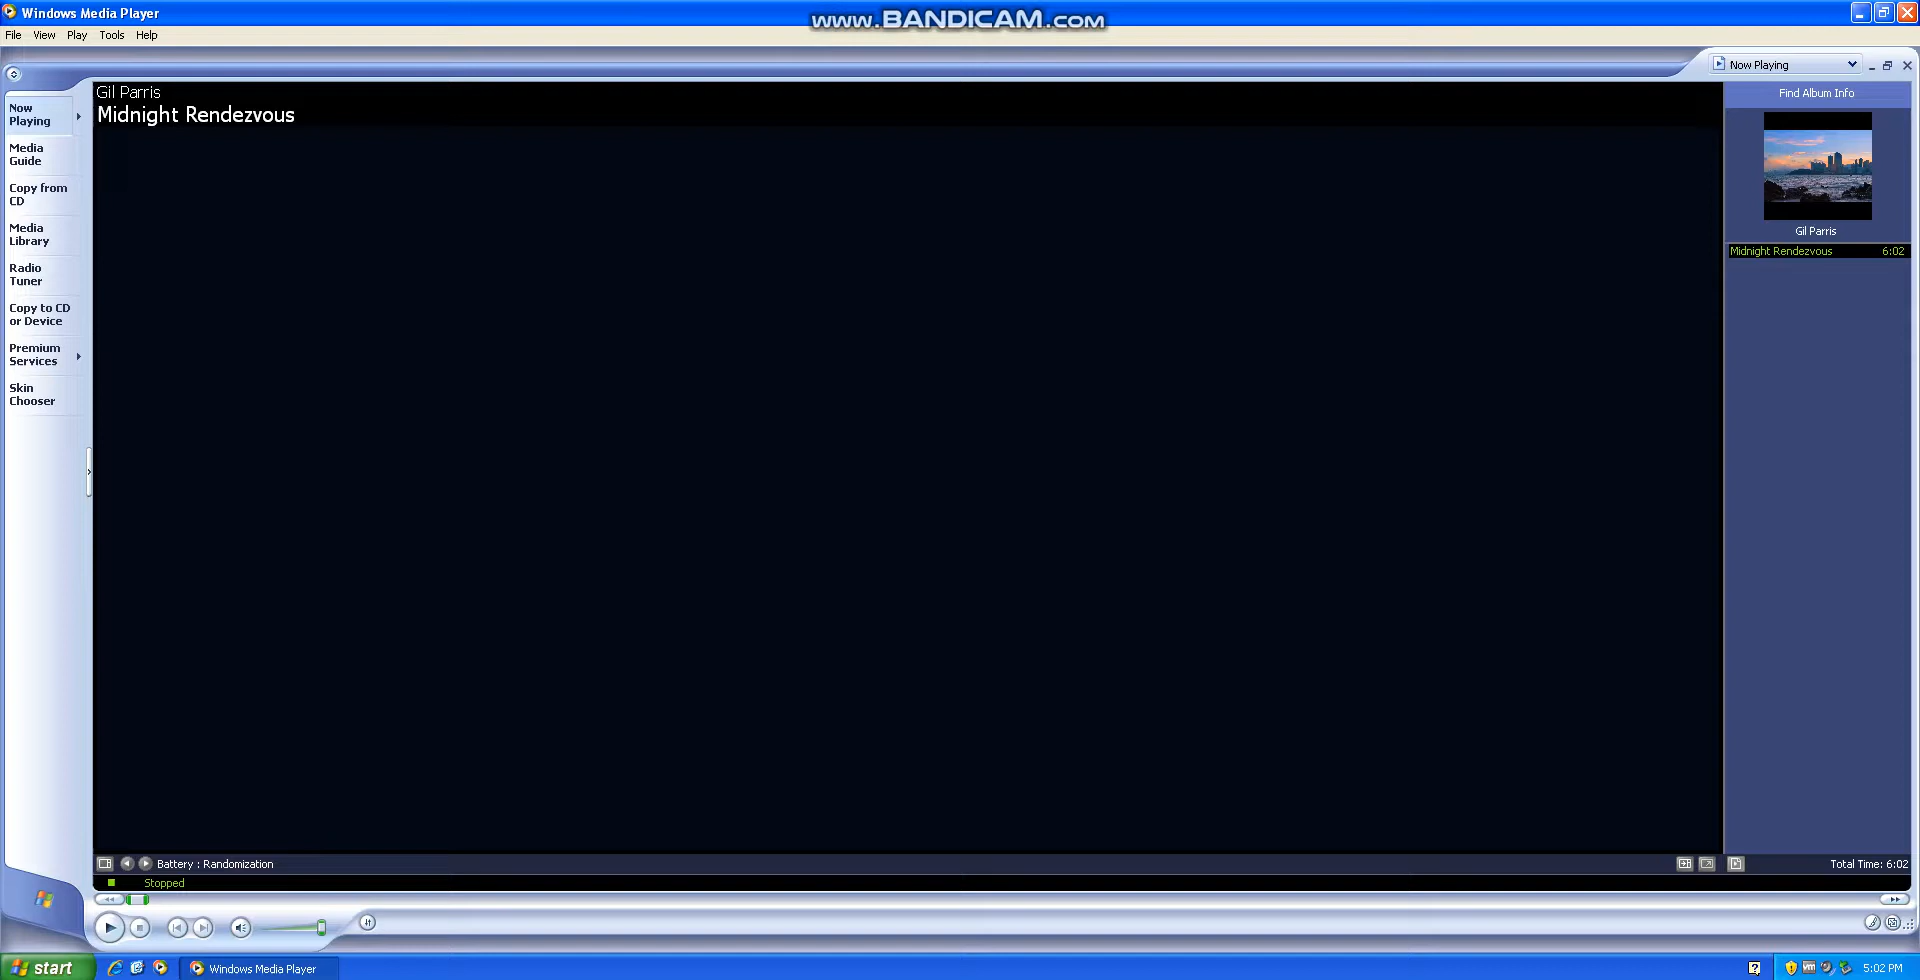 Windows Media Player
www.BANDICAM.com
File View Play Tools Help
Now Playing
Now
Playing
Media
Guide
Copy from
CD
Media
Library
Radio
Tuner
Copy to CD
or Device
Premium
Services
Skin
Chooser
Gil Parris
Midnight Rendezvous
Find Album Info
Gil Parris
Midnight Rendezvous 6:02
Battery : Randomization
Total Time: 6:02
Stopped
start
Windows Media Player
5:02 PM